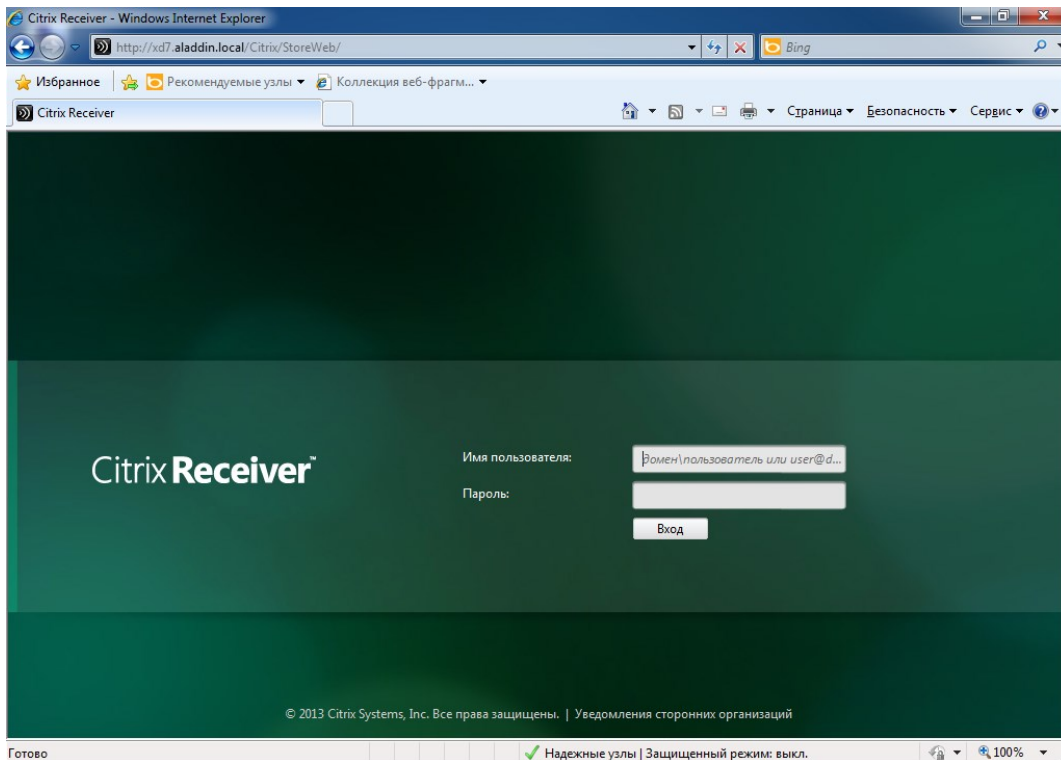 Citrix Receiver - Windows Internet Explorer
http://xd7.aladdin.local/Citrix/StoreWeb/
Bing
Избранное
Рекомендуемые узлы
Коллекция веб-фрагм...
Citrix Receiver
Страница
Безопасность
Сервис
Citrix Receiver™
Имя пользователя:
домен\пользователь или user@d...
Пароль:
Вход
© 2013 Citrix Systems, Inc. Все права защищены. | Уведомления сторонних организаций
Готово
Надежные узлы | Защищенный режим: выкл.
100%